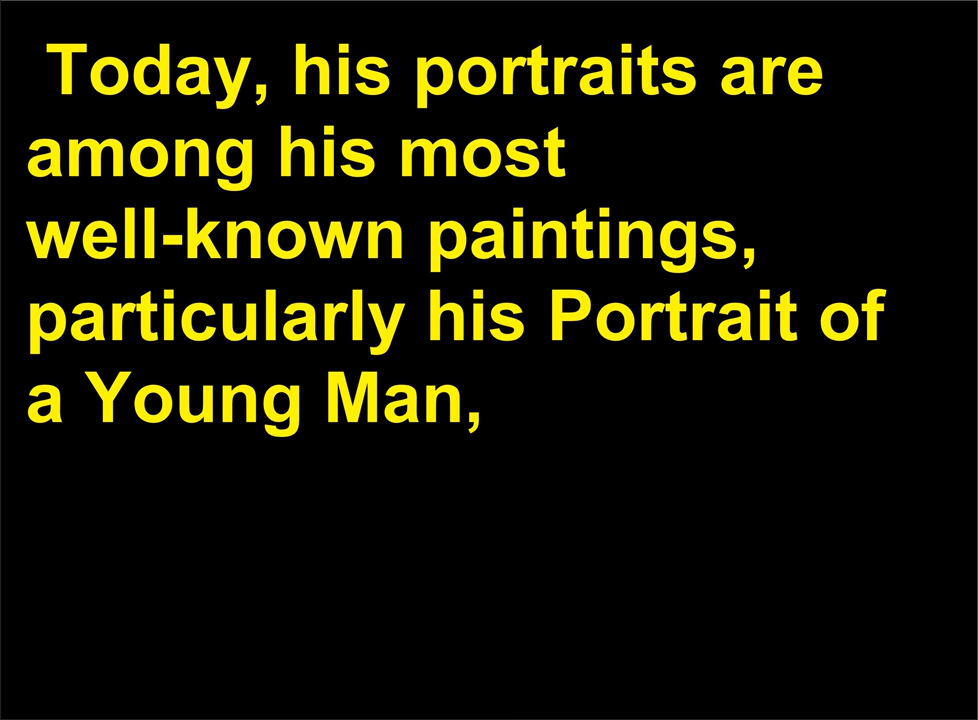 Today, his portraits are
among his most
well-known paintings,
particularly his Portrait of
a Young Man,